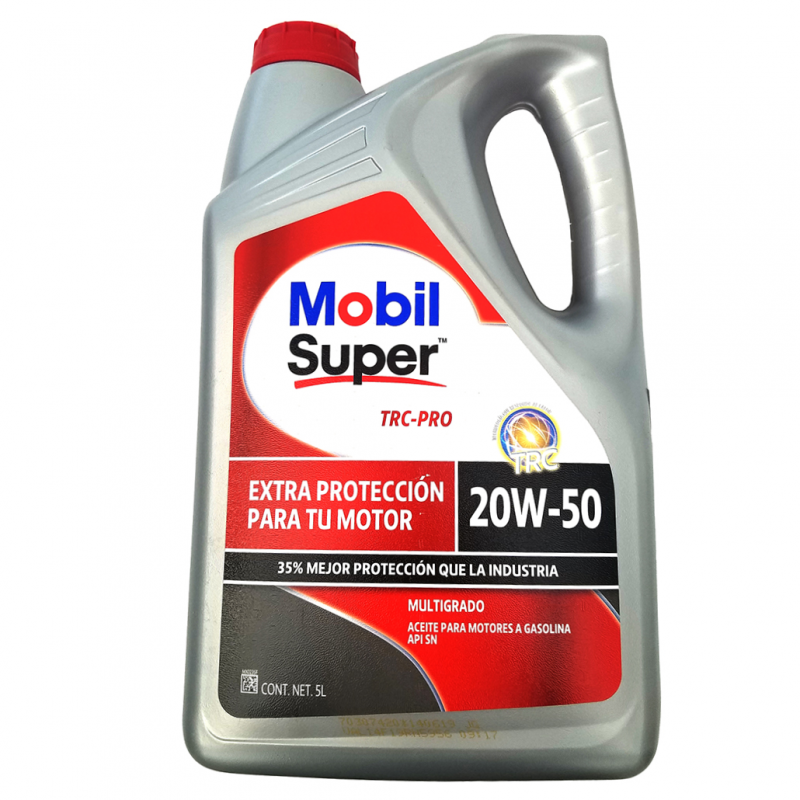 Mobil
Super™
TRC-PRO
TRC
EXTRA PROTECCIÓN
PARA TU MOTOR
20W-50
35% MEJOR PROTECCIÓN QUE LA INDUSTRIA
MULTIGRADO
ACEITE PARA MOTORES A GASOLINA
API SN
CONT. NET. 5L